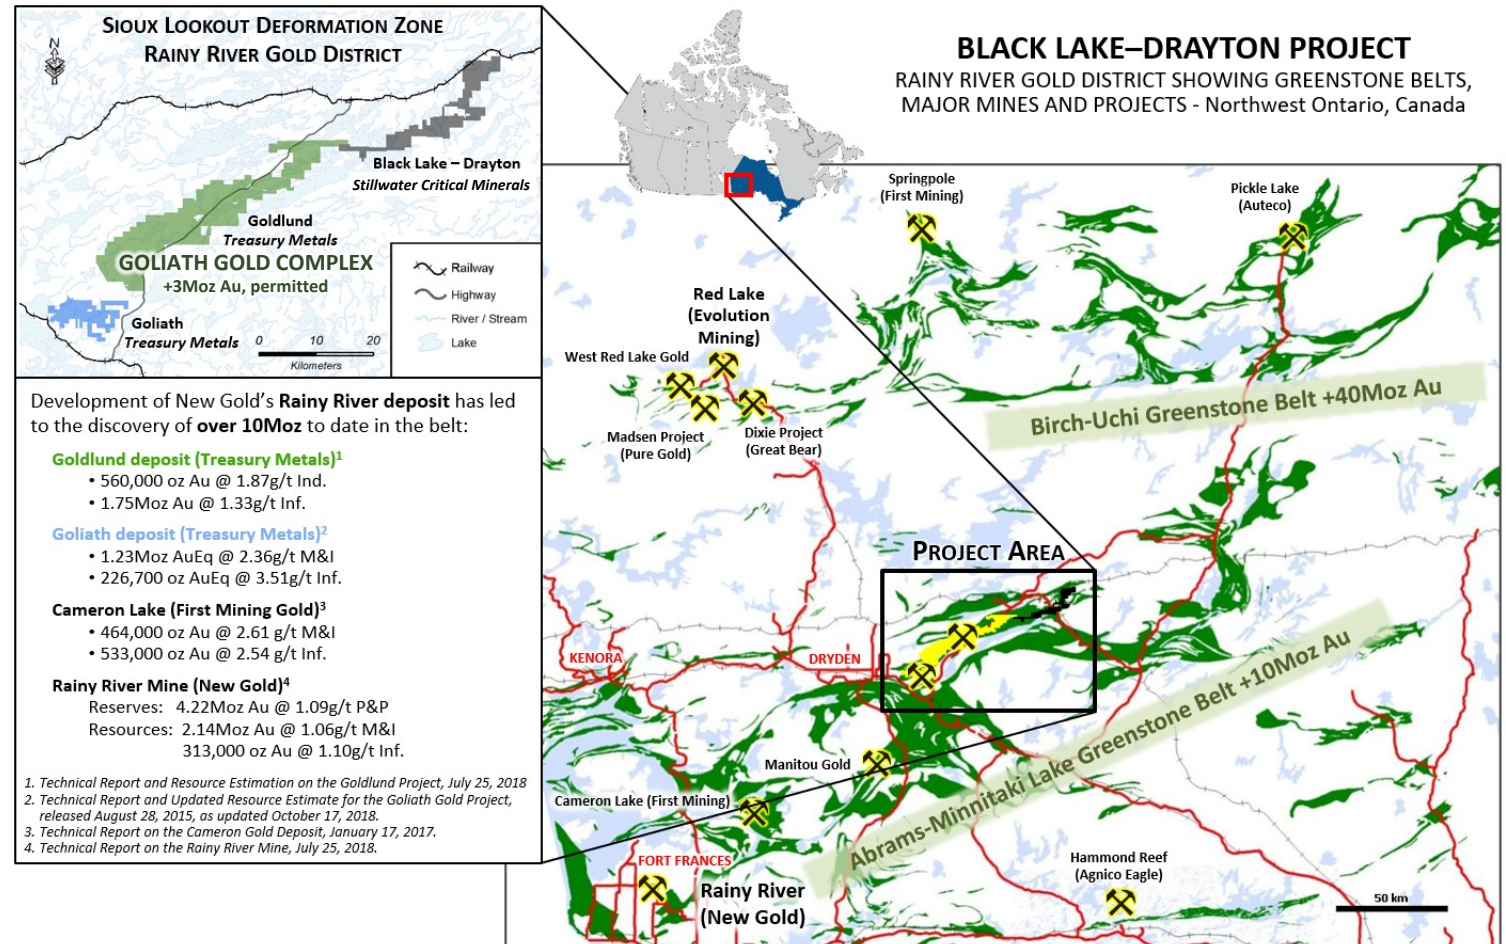 SIOUX LOOKOUT DEFORMATION ZONE
RAINY RIVER GOLD DISTRICT
N
Black Lake – Drayton
Stillwater Critical Minerals
Goldlund
Treasury Metals
GOLIATH GOLD COMPLEX
+3Moz Au, permitted
Goliath
Treasury Metals
0 10 20
Kilometers
Railway
Highway
River / Stream
Lake
Development of New Gold’s Rainy River deposit has led
to the discovery of over 10Moz to date in the belt:
Goldlund deposit (Treasury Metals)¹
• 560,000 oz Au @ 1.87g/t Ind.
• 1.75Moz Au @ 1.33g/t Inf.
Goliath deposit (Treasury Metals)²
• 1.23Moz AuEq @ 2.36g/t M&I
• 226,700 oz AuEq @ 3.51g/t Inf.
Cameron Lake (First Mining Gold)³
• 464,000 oz Au @ 2.61 g/t M&I
• 533,000 oz Au @ 2.54 g/t Inf.
Rainy River Mine (New Gold)⁴
Reserves: 4.22Moz Au @ 1.09g/t P&P
Resources: 2.14Moz Au @ 1.06g/t M&I
313,000 oz Au @ 1.10g/t Inf.
1. Technical Report and Resource Estimation on the Goldlund Project, July 25, 2018
2. Technical Report and Updated Resource Estimate for the Goliath Gold Project,
released August 28, 2015, as updated October 17, 2018.
3. Technical Report on the Cameron Gold Deposit, January 17, 2017.
4. Technical Report on the Rainy River Mine, July 25, 2018.
BLACK LAKE–DRAYTON PROJECT
RAINY RIVER GOLD DISTRICT SHOWING GREENSTONE BELTS,
MAJOR MINES AND PROJECTS - Northwest Ontario, Canada
Springpole
(First Mining)
Pickle Lake
(Auteco)
Red Lake
(Evolution
Mining)
West Red Lake Gold
Madsen Project
(Pure Gold)
Dixie Project
(Great Bear)
Birch-Uchi Greenstone Belt +40Moz Au
PROJECT AREA
KENORA
DRYDEN
Manitou Gold
Cameron Lake (First Mining)
Abrams-Minnitaki Lake Greenstone Belt +10Moz Au
FORT FRANCES
Rainy River
(New Gold)
Hammond Reef
(Agnico Eagle)
50 km